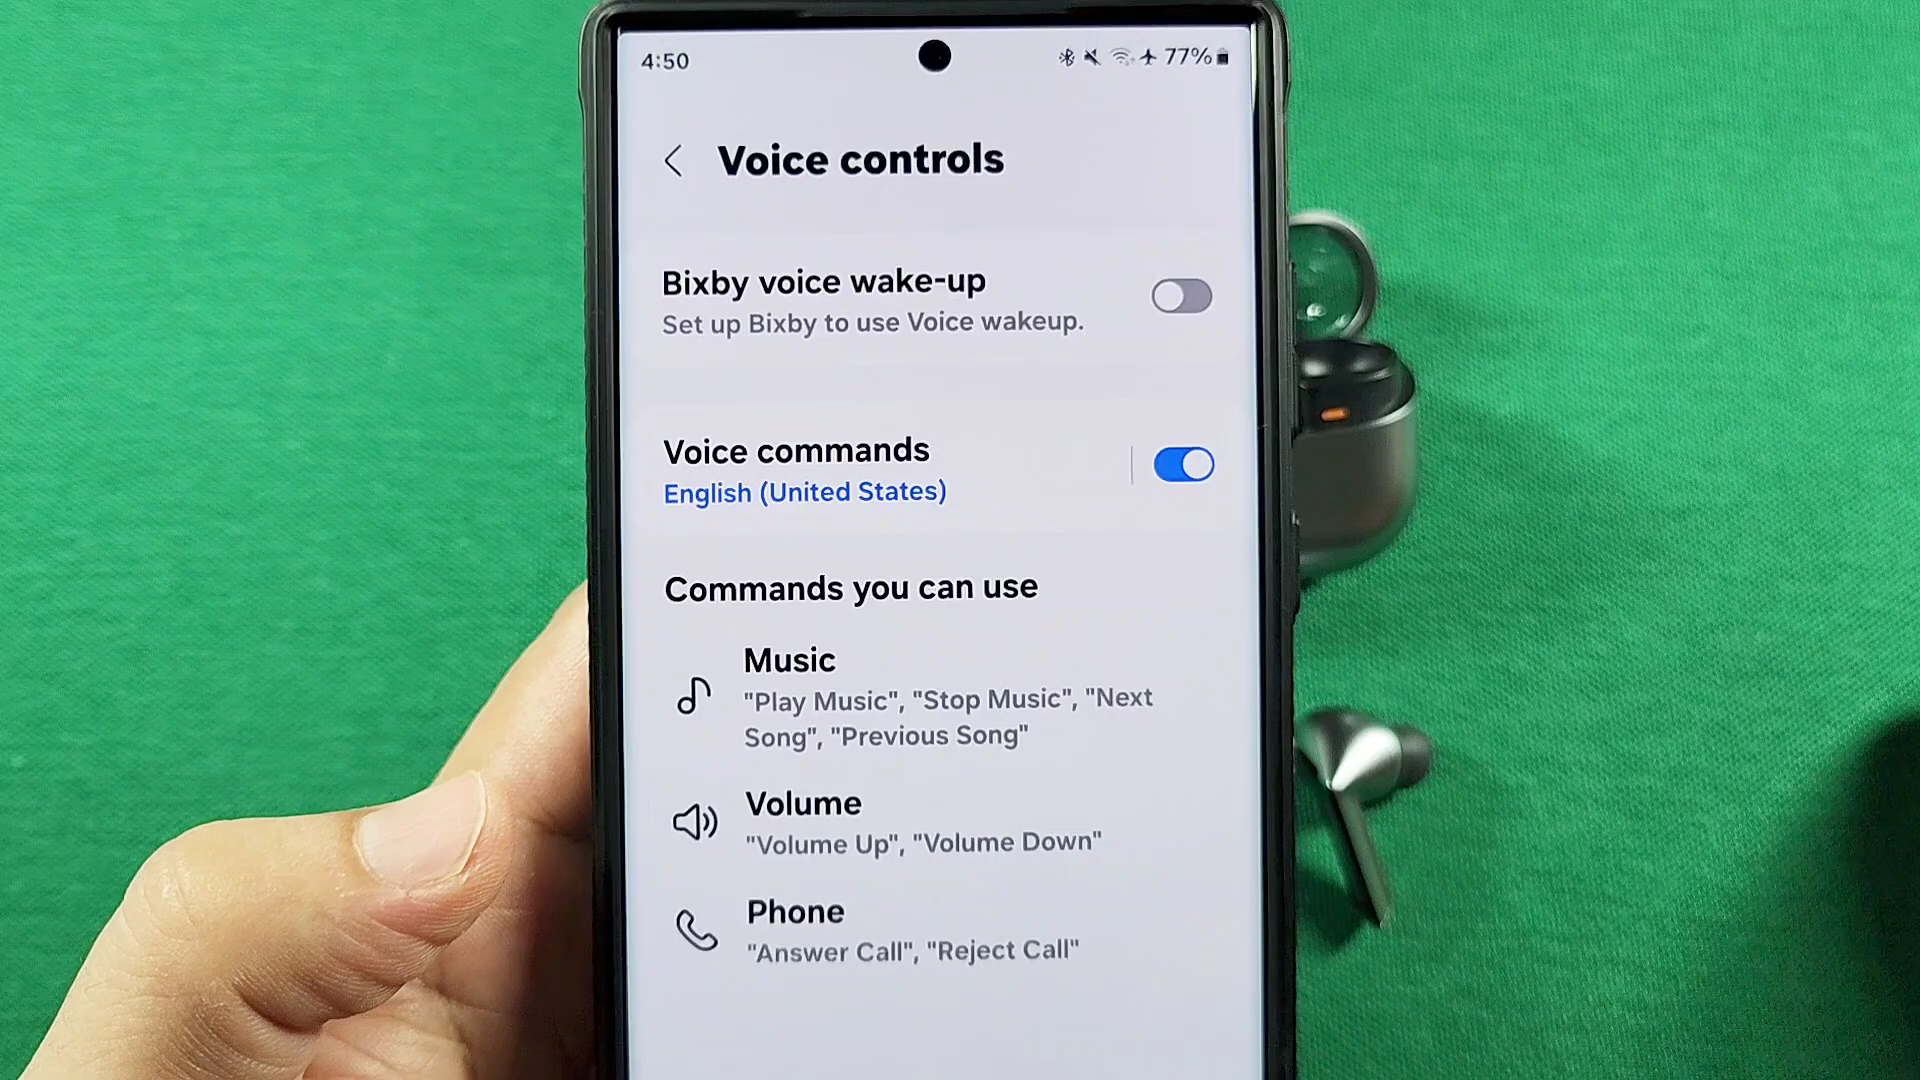 4:50
77%
Voice controls
Bixby voice wake-up
Set up Bixby to use Voice wakeup.
Voice commands
English (United States)
Commands you can use
Music
"Play Music", "Stop Music", "Next
Song", "Previous Song"
Volume
"Volume Up", "Volume Down"
Phone
"Answer Call", "Reject Call"